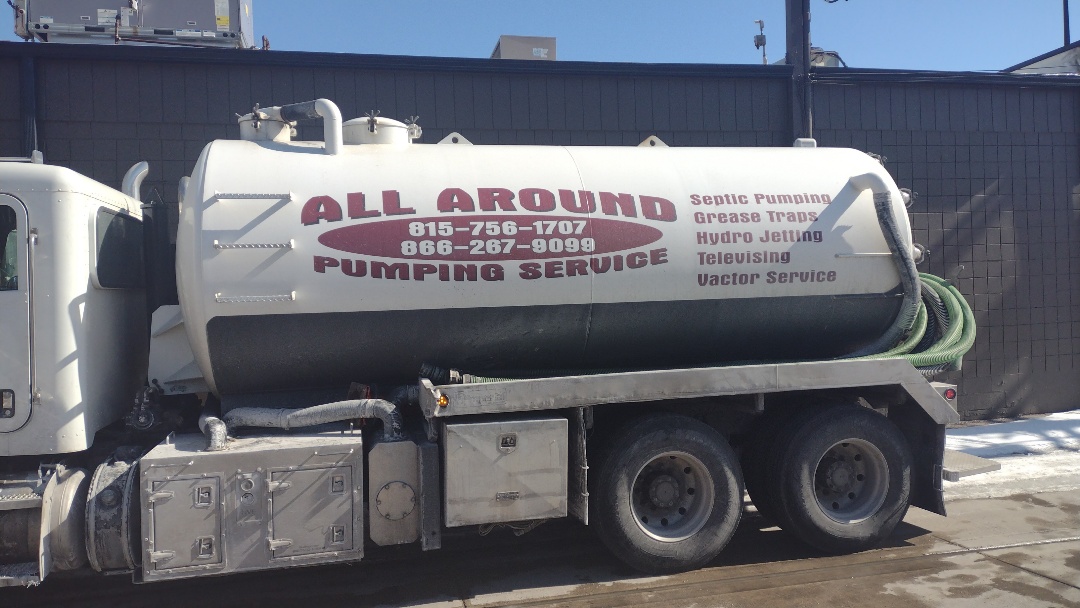 ALL AROUND
815-756-1707
866-267-9099
PUMPING SERVICE
Septic Pumping
Grease Traps
Hydro Jetting
Televising
Vactor Service